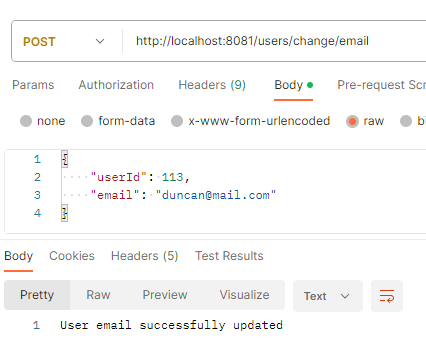 POST http://localhost:8081/users/change/email
Params Authorization Headers (9) Body Pre-request Scr
none form-data x-www-form-urlencoded raw bi
1 {
2 "userId": 113,
3 "email": "duncan@mail.com"
4 }
Body Cookies Headers (5) Test Results
Pretty Raw Preview Visualize Text
1 User email successfully updated